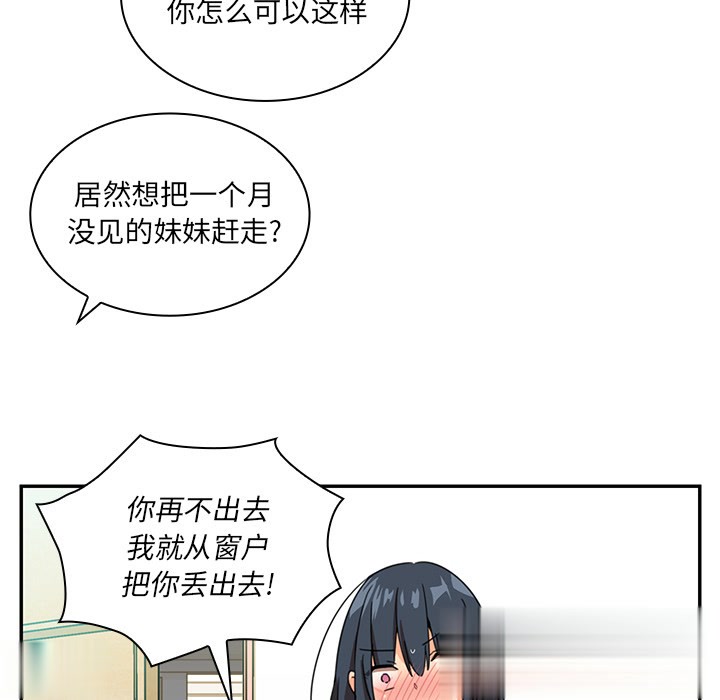 你怎么可以这样
居然想把一个月
没见的妹妹赶走?
你再不出去
我就从窗户
把你丢出去!